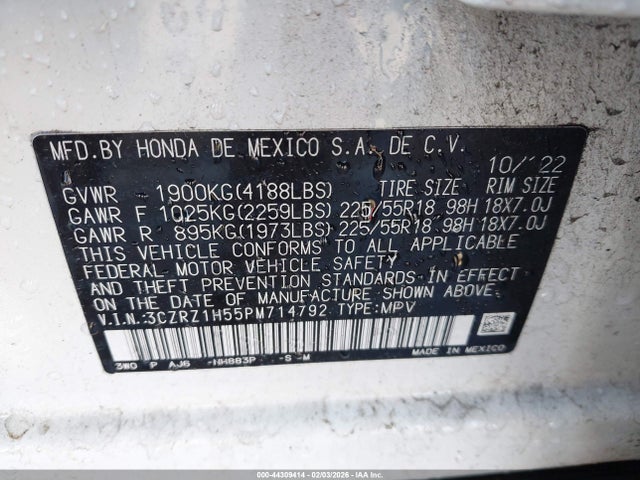 MFD.BY HONDA DE MEXICO S.A. DE C.V. 10/'22
GVWR 1900KG(4188LBS) TIRE SIZE RIM SIZE
GAWR F 1025KG(2259LBS) 225/55R18 98H 18X7.0J
GAWR R 895KG(1973LBS) 225/55R18 98H 18X7.0J
THIS VEHICLE CONFORMS TO ALL APPLICABLE
FEDERAL MOTOR VEHICLE SAFETY
AND THEFT PREVENTION STANDARDS IN EFFECT
ON THE DATE OF MANUFACTURE SHOWN ABOVE.
V.I.N.:3CZRZ1H55PM714792 TYPE:MPV
3W0 P AJ6 -NH883P -S -M MADE IN MEXICO
000-44309414 - 02/03/2026 - IAA Inc.